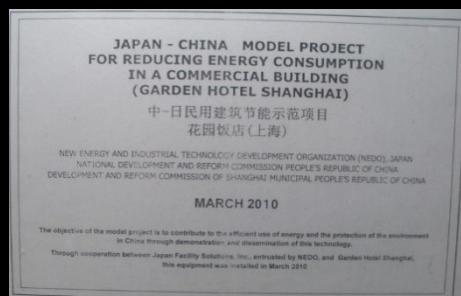 JAPAN - CHINA MODEL PROJECT
FOR REDUCING ENERGY CONSUMPTION
IN A COMMERCIAL BUILDING
(GARDEN HOTEL SHANGHAI)
中-日民用建筑节能示范项目
花园饭店(上海)
NEW ENERGY AND INDUSTRIAL TECHNOLOGY DEVELOPMENT ORGANIZATION (NEDO), JAPAN
NATIONAL DEVELOPMENT AND REFORM COMMISSION PEOPLE'S REPUBLIC OF CHINA
DEVELOPMENT AND REFORM COMMISSION OF SHANGHAI MUNICIPAL PEOPLE'S REPUBLIC OF CHINA
MARCH 2010
The objective of the model project is to contribute to the efficient use of energy and the protection of the environment
in China through demonstration and dissemination of this technology.
Through cooperation between Japan Facility Solutions, Inc., entrusted by NEDO, and Garden Hotel Shanghai,
this equipment was installed in March 2010